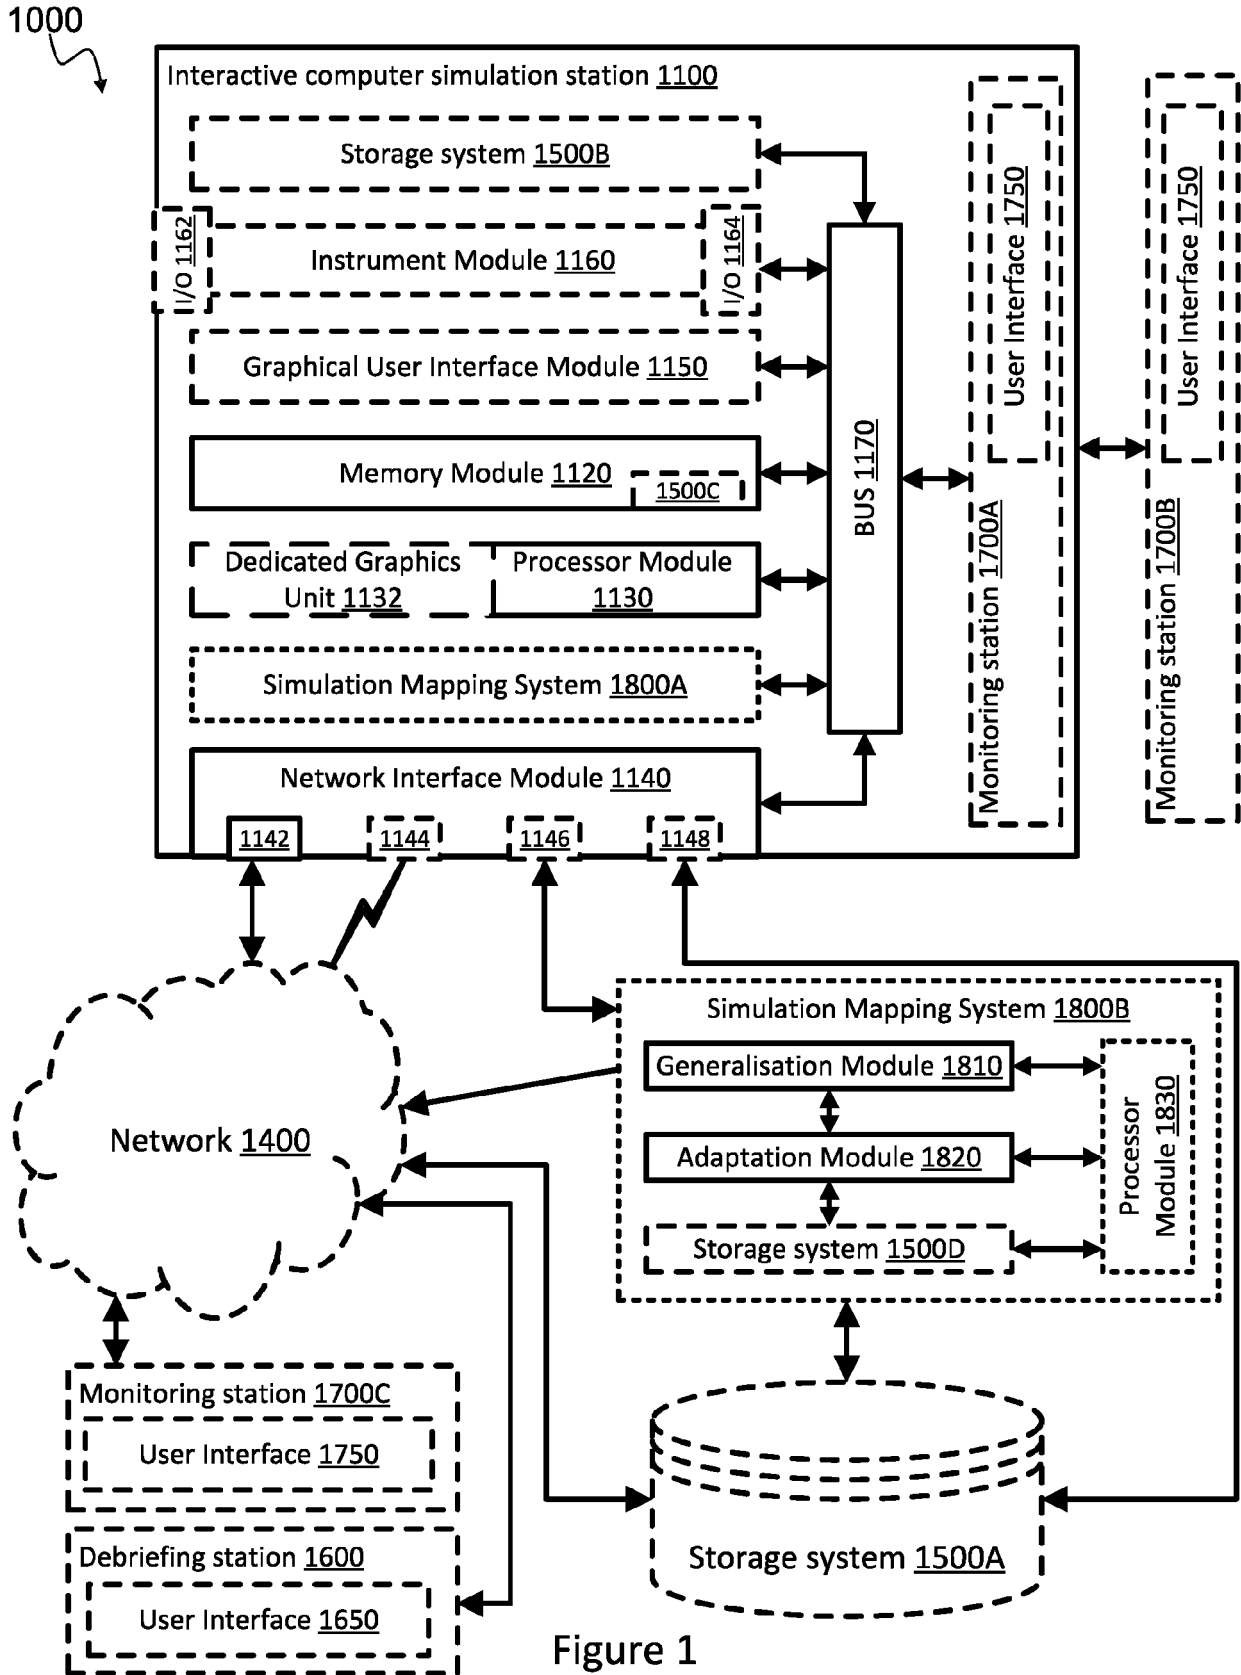 1000
Interactive computer simulation station 1100
Storage system 1500B
I/O 1162
Instrument Module 1160
I/O 1164
Graphical User Interface Module 1150
Memory Module 1120
1500C
Dedicated Graphics
Unit 1132
Processor Module
1130
Simulation Mapping System 1800A
Network Interface Module 1140
1142
1144
1146
1148
BUS 1170
User Interface 1750
Monitoring station 1700A
User Interface 1750
Monitoring station 1700B
Simulation Mapping System 1800B
Generalisation Module 1810
Adaptation Module 1820
Storage system 1500D
Processor
Module 1830
Network 1400
Monitoring station 1700C
User Interface 1750
Debriefing station 1600
User Interface 1650
Storage system 1500A
Figure 1